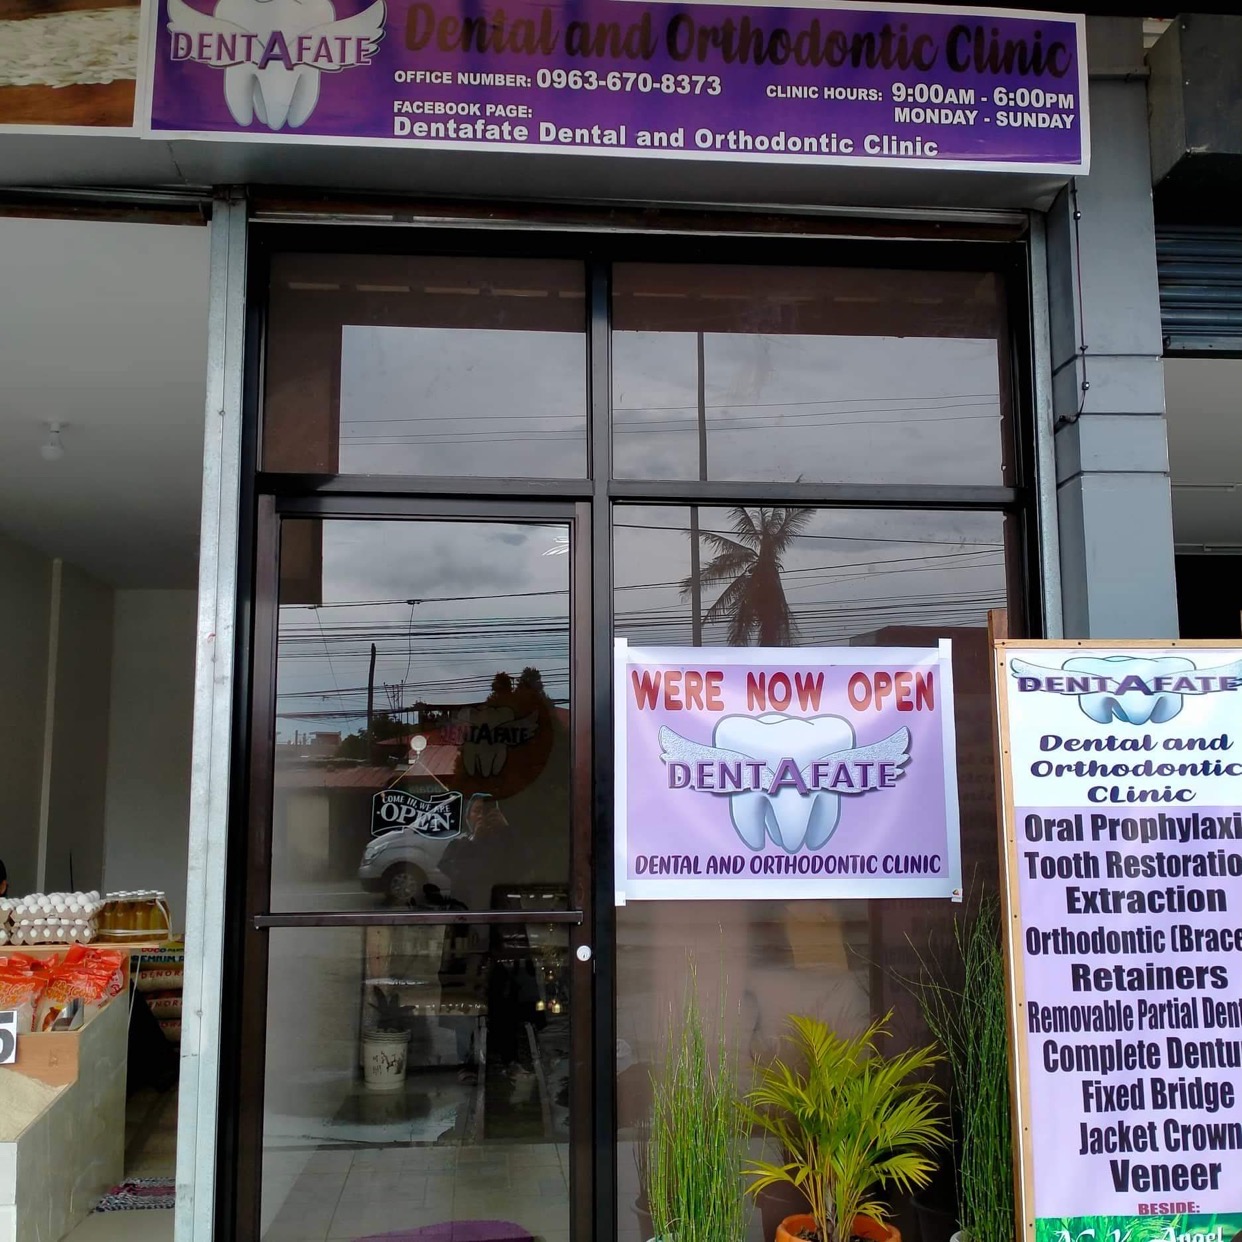 DENTAFATE
Dental and Orthodontic Clinic
OFFICE NUMBER: 0963-670-8373
CLINIC HOURS: 9:00AM - 6:00PM
MONDAY - SUNDAY
FACEBOOK PAGE:
Dentafate Dental and Orthodontic Clinic
DENTAFATE
COME IN, WE ARE
OPEN
WERE NOW OPEN
DENTAFATE
DENTAL AND ORTHODONTIC CLINIC
DENTAFATE
Dental and
Orthodontic
CLinic
Oral Prophylaxi
Tooth Restoratio
Extraction
Orthodontic (Brace
Retainers
Removable Partial Dent
Complete Dentu
Fixed Bridge
Jacket Crown
Veneer
BESIDE:
Angel